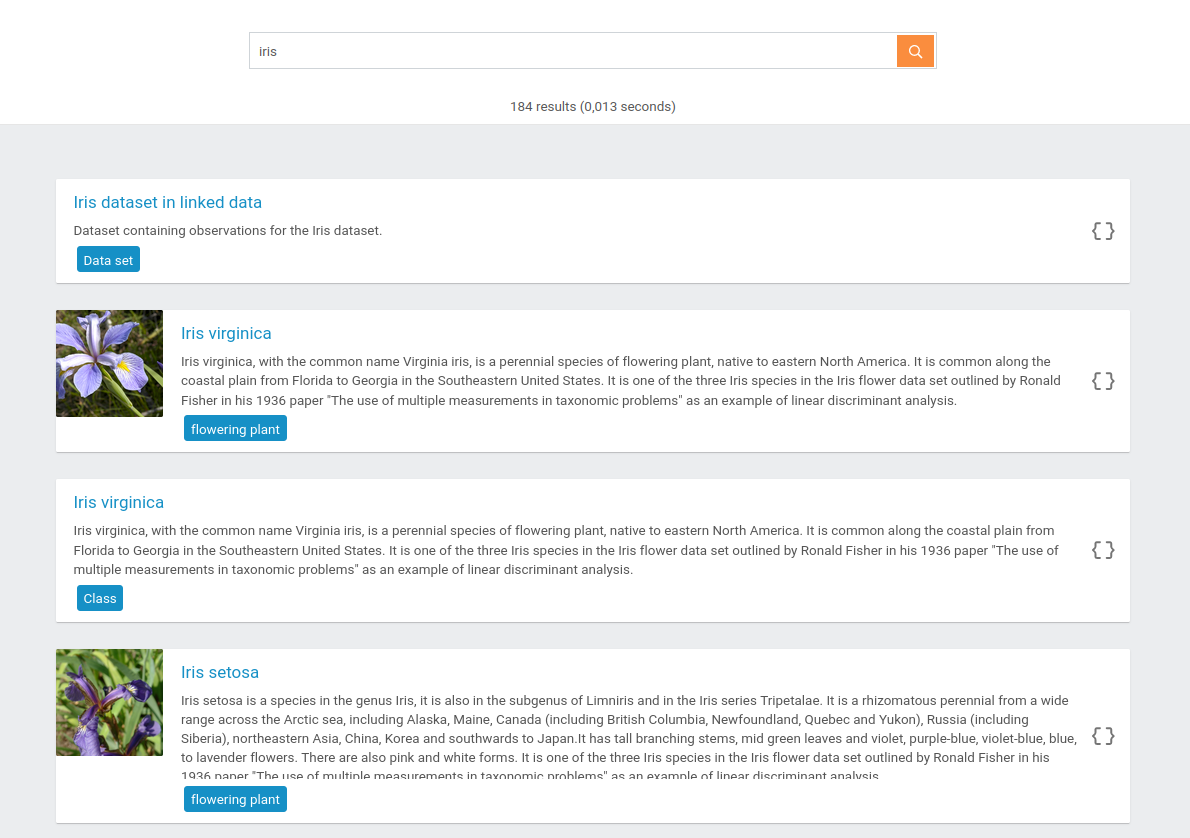 iris
184 results (0,013 seconds)
Iris dataset in linked data
Dataset containing observations for the Iris dataset.
Data set
Iris virginica
Iris virginica, with the common name Virginia iris, is a perennial species of flowering plant, native to eastern North America. It is common along the
coastal plain from Florida to Georgia in the Southeastern United States. It is one of the three Iris species in the Iris flower data set outlined by Ronald
Fisher in his 1936 paper "The use of multiple measurements in taxonomic problems" as an example of linear discriminant analysis.
flowering plant
Iris virginica
Iris virginica, with the common name Virginia iris, is a perennial species of flowering plant, native to eastern North America. It is common along the coastal plain from
Florida to Georgia in the Southeastern United States. It is one of the three Iris species in the Iris flower data set outlined by Ronald Fisher in his 1936 paper "The use of
multiple measurements in taxonomic problems" as an example of linear discriminant analysis.
Class
Iris setosa
Iris setosa is a species in the genus Iris, it is also in the subgenus of Limniris and in the Iris series Tripetalae. It is a rhizomatous perennial from a wide
range across the Arctic sea, including Alaska, Maine, Canada (including British Columbia, Newfoundland, Quebec and Yukon), Russia (including
Siberia), northeastern Asia, China, Korea and southwards to Japan.It has tall branching stems, mid green leaves and violet, purple-blue, violet-blue, blue,
to lavender flowers. There are also pink and white forms. It is one of the three Iris species in the Iris flower data set outlined by Ronald Fisher in his
1936 paper "The use of multiple measurements in taxonomic problems" as an example of linear discriminant analysis.
flowering plant